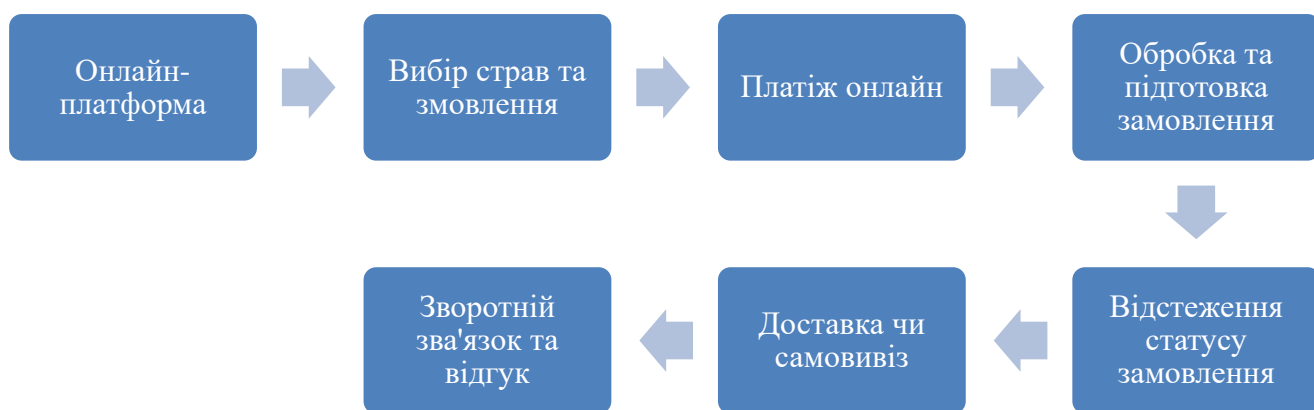 Онлайн-
платформа
Вибір страв та
змовлення
Платіж онлайн
Обробка та
підготовка
замовлення
Відстеження
статусу
замовлення
Доставка чи
самовивіз
Зворотній
зва'язок та
відгук